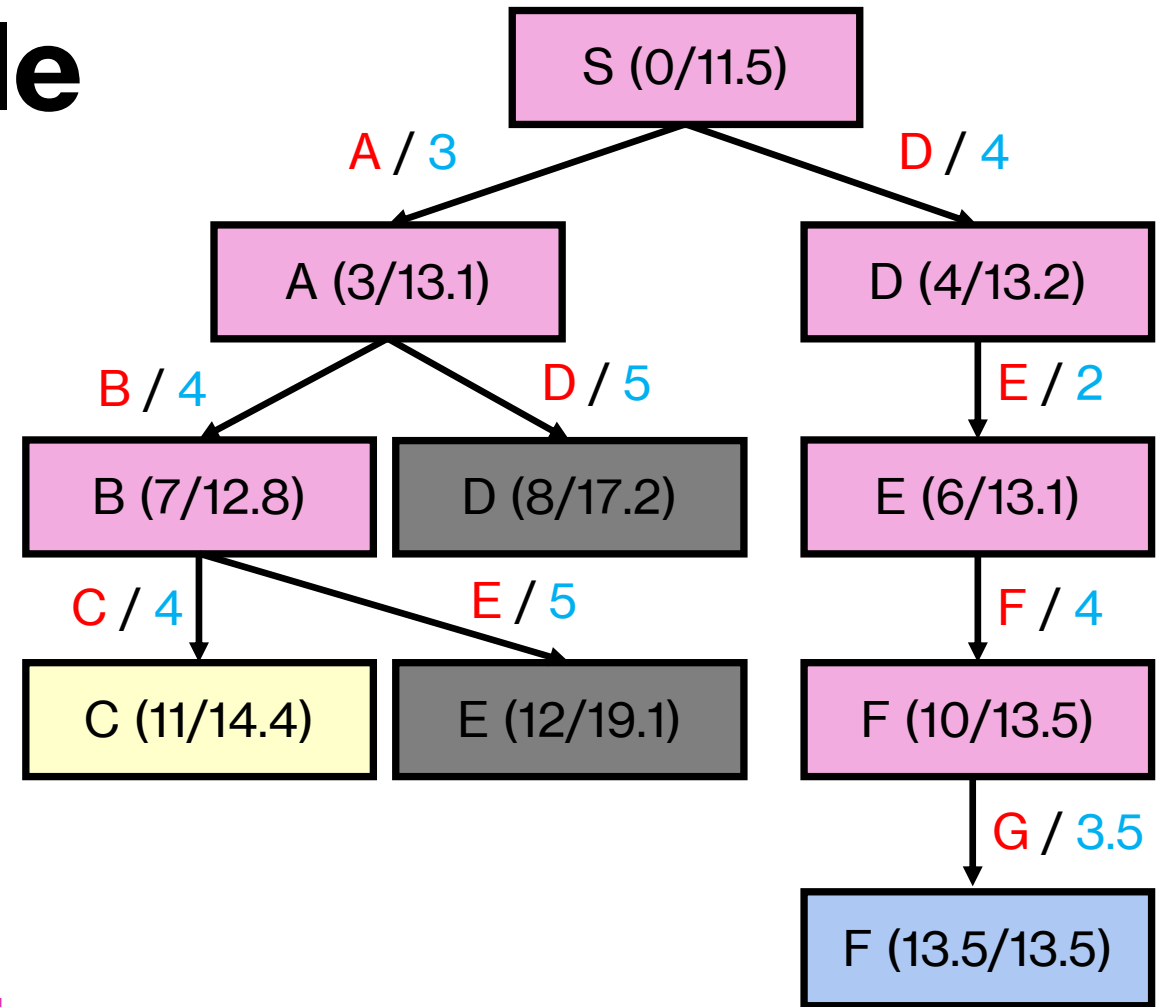 le
S (0/11.5)
A / 3
D / 4
A (3/13.1)
D (4/13.2)
B / 4
D / 5
E / 2
B (7/12.8)
D (8/17.2)
E (6/13.1)
C / 4
E / 5
F / 4
C (11/14.4)
E (12/19.1)
F (10/13.5)
G / 3.5
F (13.5/13.5)